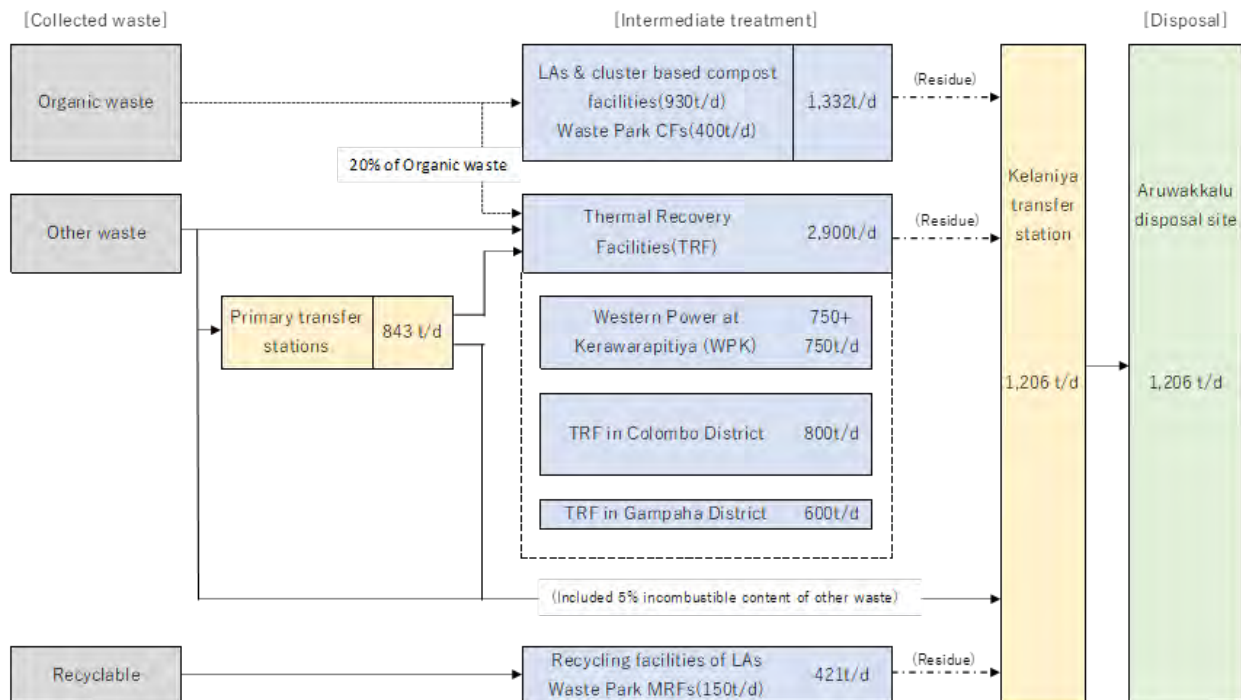 [Collected waste]
[Intermediate treatment]
[Disposal]
Organic waste
LAs & cluster based compost
facilities(930t/d)
Waste Park CFs(400t/d)
1,332t/d
(Residue)
20% of Organic waste
Other waste
Thermal Recovery
Facilities(TRF)
2,900t/d
(Residue)
Kelaniya
transfer
station
1,206 t/d
Aruwakkalu
disposal site
1,206 t/d
Primary transfer
stations
843 t/d
Western Power at
Kerawarapitiya (WPK)
750+
750t/d
TRF in Colombo District
800t/d
TRF in Gampaha District
600t/d
(Included 5% incombustible content of other waste)
Recyclable
Recycling facilities of LAs
Waste Park MRFs(150t/d)
421t/d
(Residue)